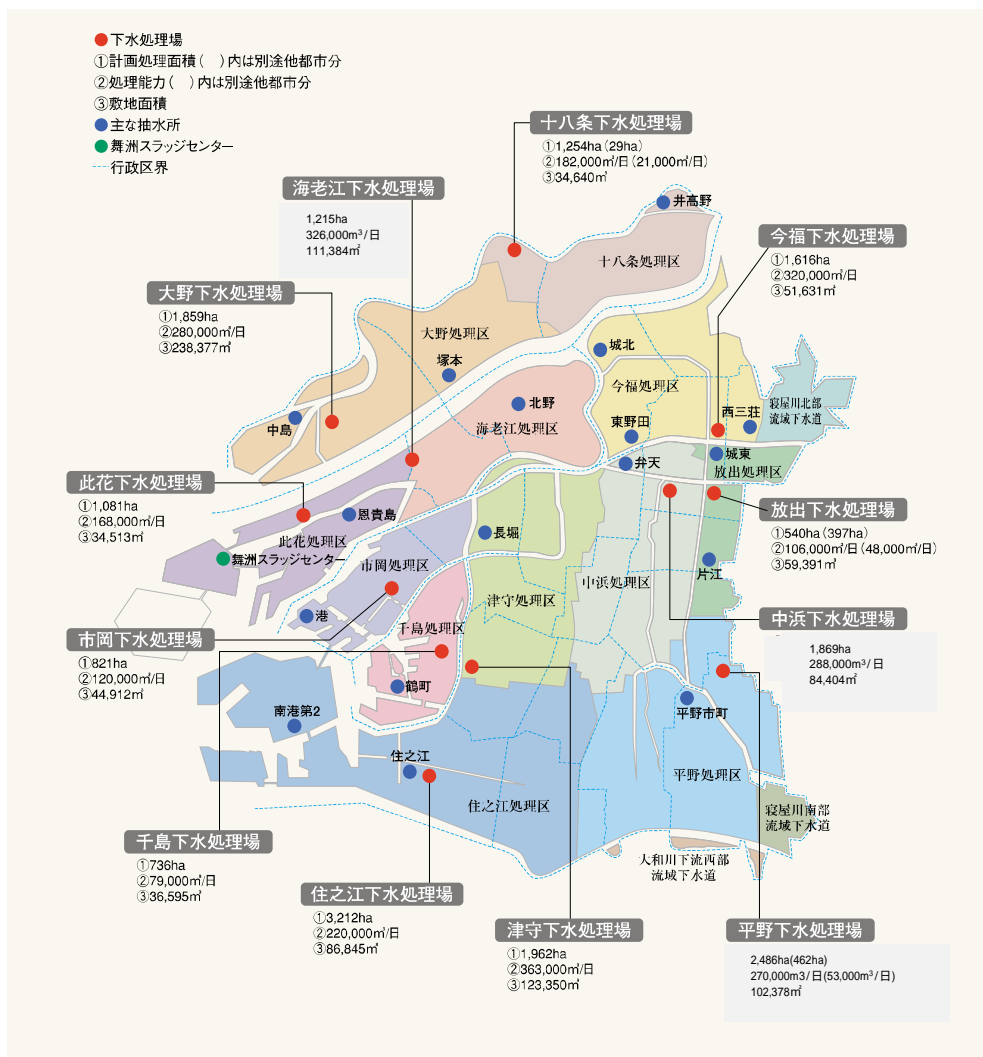 下水処理場
①計画処理面積（　）内は別途他都市分
②処理能力（　）内は別途他都市分
③敷地面積
主な抽水所
舞洲スラッジセンター
行政区界
十八条下水処理場
①1,254ha（29ha）
②182,000㎥/日（21,000㎥/日）
③34,640㎡
海老江下水処理場
1,215ha
326,000m³/日
111,384㎡
今福下水処理場
①1,616ha
②320,000㎥/日
③51,631㎡
大野下水処理場
①1,859ha
②280,000㎥/日
③238,377㎡
井高野
十八条処理区
大野処理区
塚本
城北
今福処理区
北野
中島
海老江処理区
東野田
西三荘
寝屋川北部
流域下水道
弁天
城東
放出処理区
此花下水処理場
①1,081ha
②168,000㎥/日
③34,513㎡
恩貴島
此花処理区
舞洲スラッジセンター
市岡処理区
長堀
放出下水処理場
①540ha（397ha）
②106,000㎥/日（48,000㎥/日）
③59,391㎡
片江
中浜処理区
津守処理区
港
千島処理区
市岡下水処理場
①821ha
②120,000㎥/日
③44,912㎡
中浜下水処理場
1,869ha
288,000m³/日
84,404㎡
鶴町
南港第2
平野市町
住之江
平野処理区
住之江処理区
寝屋川南部
流域下水道
大和川下流西部
流域下水道
千島下水処理場
①736ha
②79,000㎥/日
③36,595㎡
住之江下水処理場
①3,212ha
②220,000㎥/日
③86,845㎡
津守下水処理場
①1,962ha
②363,000㎥/日
③123,350㎡
平野下水処理場
2,486ha(462ha)
270,000m3/日(53,000m³/日)
102,378㎡